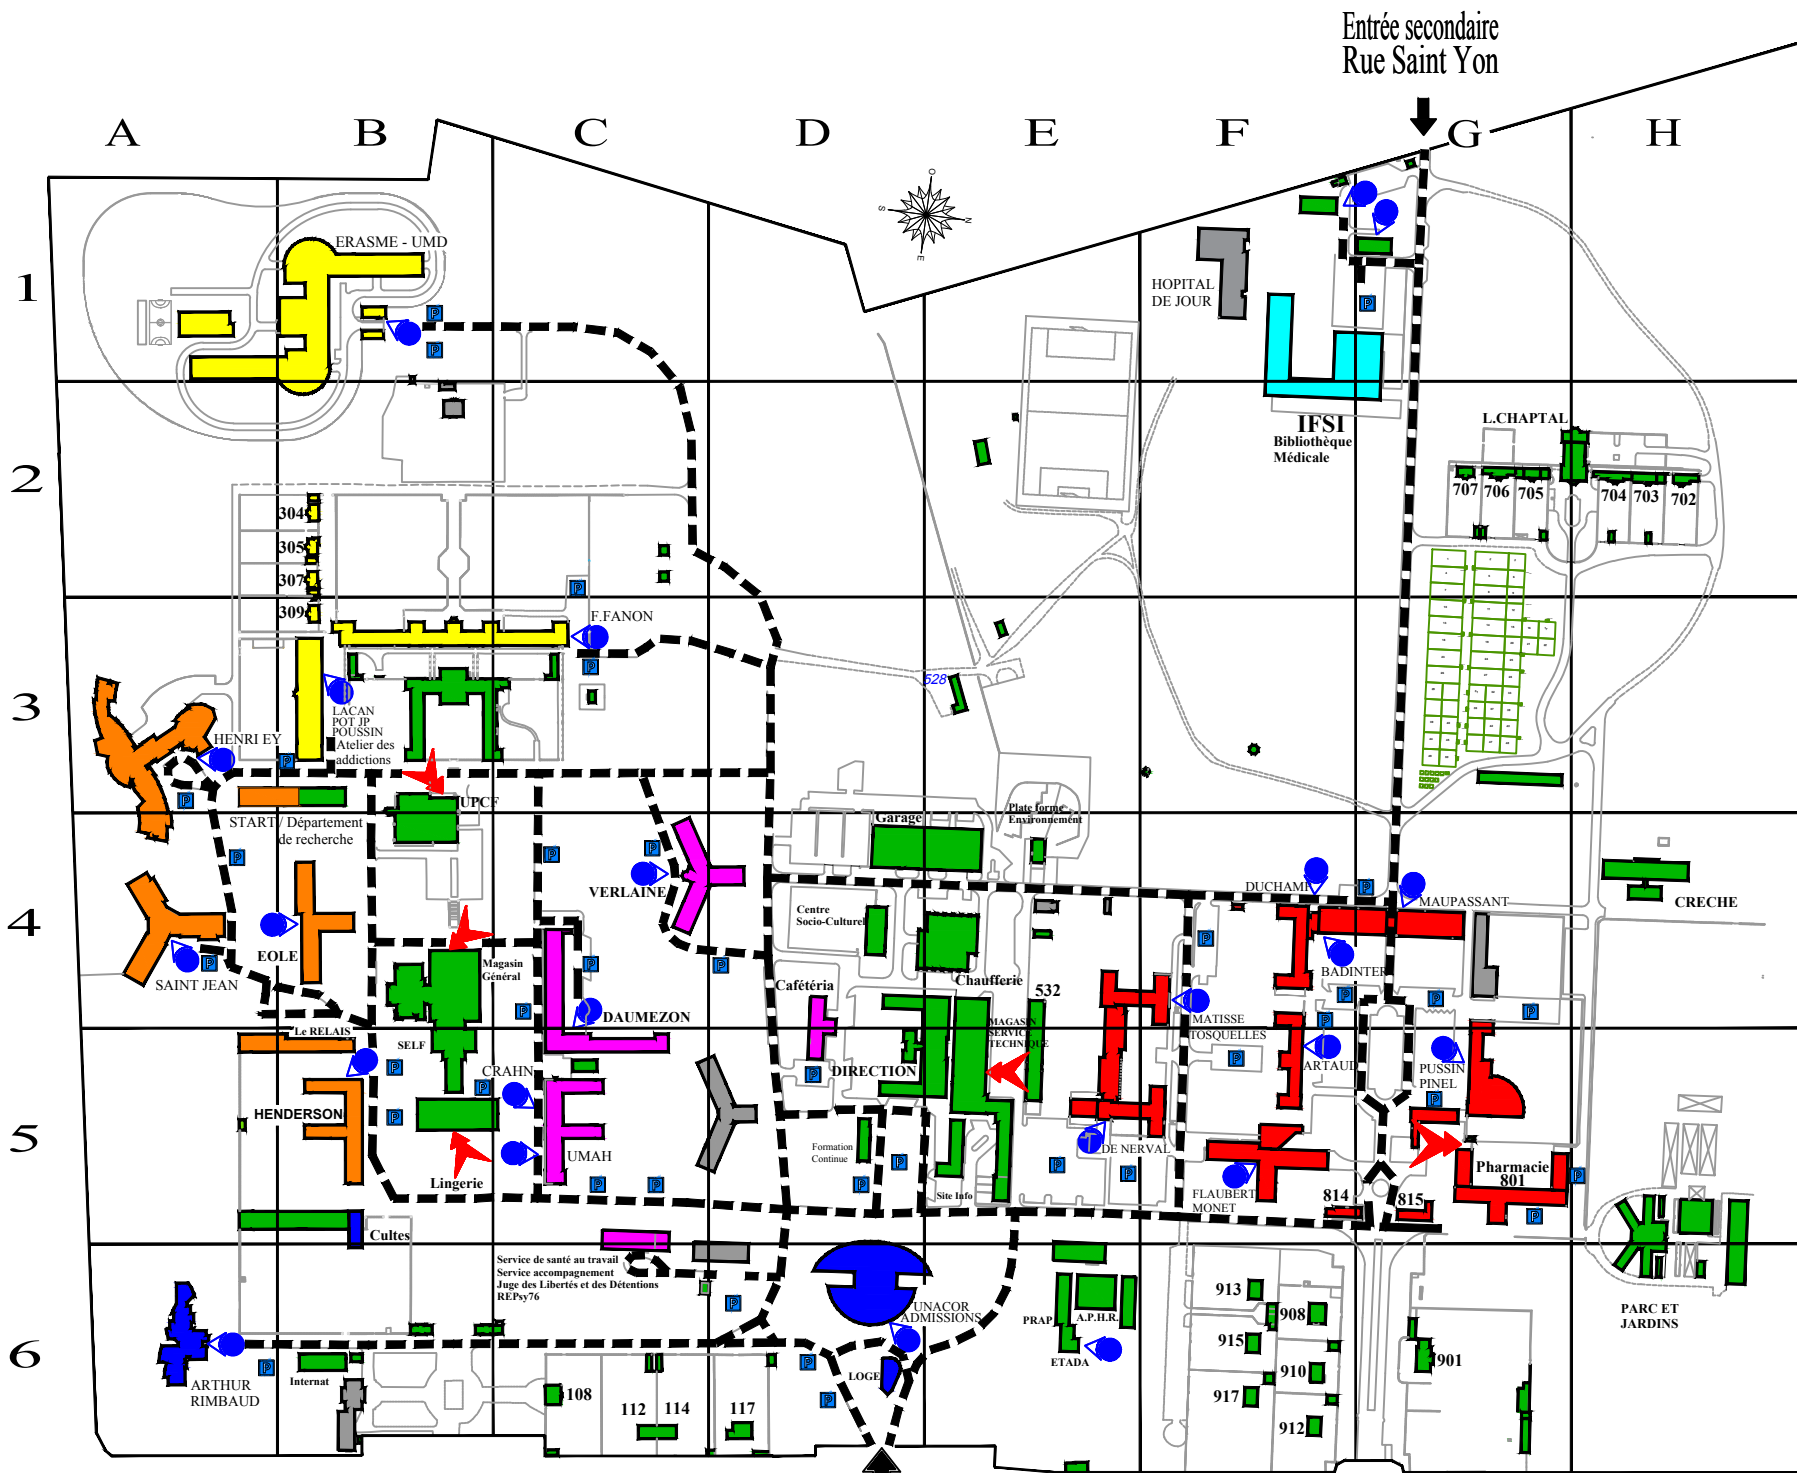 Entrée secondaire
Rue Saint Yon
A B C D E F G H
O
S
N
E
1
ERASME - UMD
P
P
HOPITAL
DE JOUR
P
2
IFSI
Bibliothèque
Médicale
L.CHAPTAL
707 706 705 704 703 702
304
305
307
309
P
F.FANON
P
3
528
HENRI EY
LACAN
POT JP
POUSSIN
Atelier des
addictions
P
P
UPCF
START / Département
de recherche
Garage
Plate forme
Environnement
P
P
P
VERLAINE
4
DUCHAMP
P
MAUPASSANT
CRECHE
Centre
Socio-Culturel
EOLE
P
SAINT JEAN
Magasin
Général
P
P
P
P
Chaufferie
BADINTER
Cafétéria
532
P
P
P
DAUMEZON
MATISSE
Le RELAIS
SELF
MAGASIN
SERVICE
TECHNIQUE
TOSQUELLES
P
P
ARTAUD
PUSSIN
PINEL
P
P
CRAHN
P
DIRECTION
P
HENDERSON
P
5
UMAH
Formation
Continue
P
P
DE NERVAL
P
Pharmacie
801
P
Lingerie
P
P
P
Site Info
FLAUBERT
MONET
814
815
P
Cultes
Service de santé au travail
Service accompagnement
Juge des Libertés et des Détentions
REPsy76
P
UNACOR
ADMISSIONS
PRAP
A.P.H.R.
ETADA
913
908
915
910
917
912
901
PARC ET
JARDINS
6
P
ARTHUR
RIMBAUD
Internat
P
P
LOGE
108
112 114 117